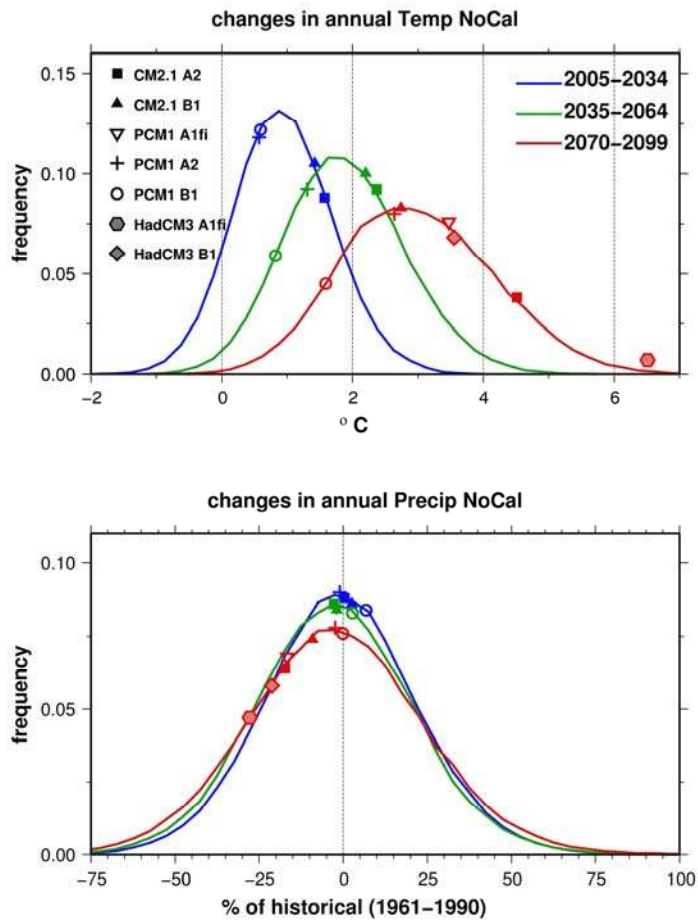 changes in annual Temp NoCal
0.15
0.10
0.05
0.00
frequency
CM2.1 A2
CM2.1 B1
PCM1 A1fi
PCM1 A2
PCM1 B1
HadCM3 A1fi
HadCM3 B1
2005−2034
2035−2064
2070−2099
−2 0 2 4 6
° C
changes in annual Precip NoCal
0.10
0.05
0.00
frequency
−75 −50 −25 0 25 50 75 100
% of historical (1961−1990)